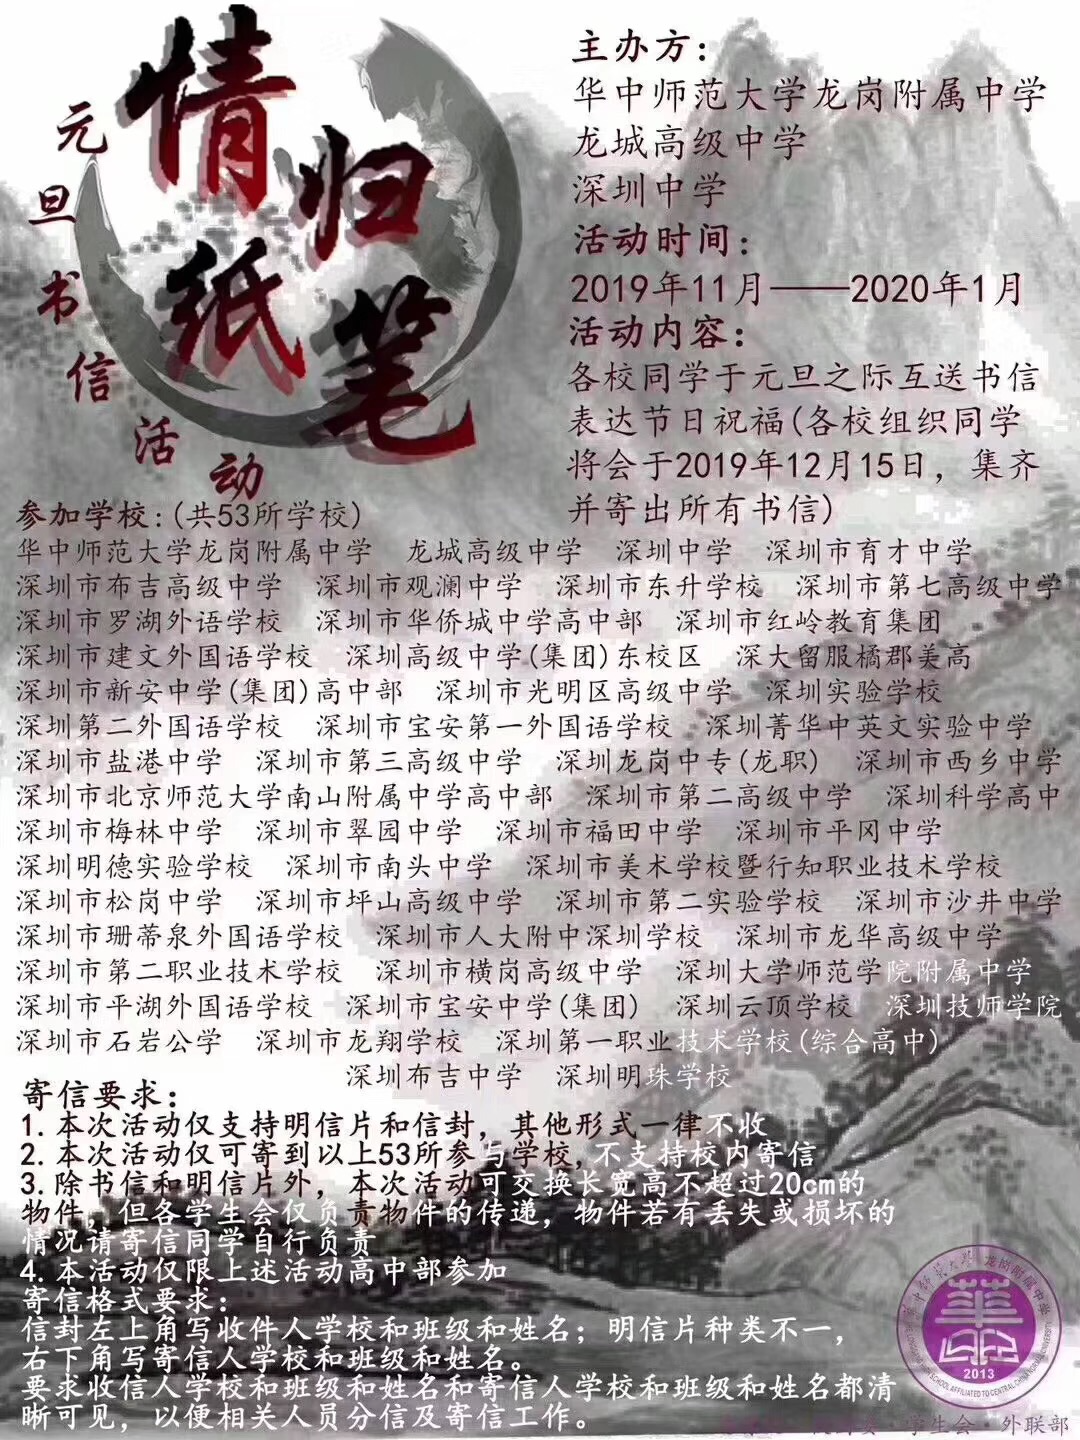 情归纸笔
元旦书信活动
主办方:
华中师范大学龙岗附属中学
龙城高级中学
深圳中学
活动时间:
2019年11月——2020年1月
活动内容:
各校同学于元旦之际互送书信
表达节日祝福(各校组织同学
将会于2019年12月15日，集齐
并寄出所有书信)
参加学校:(共53所学校)
华中师范大学龙岗附属中学 龙城高级中学 深圳中学 深圳市育才中学
深圳市布吉高级中学 深圳市观澜中学 深圳市东升学校 深圳市第七高级中学
深圳市罗湖外语学校 深圳市华侨城中学高中部 深圳市红岭教育集团
深圳市建文外国语学校 深圳高级中学(集团)东校区 深大留服橘郡美高
深圳市新安中学(集团)高中部 深圳市光明区高级中学 深圳实验学校
深圳第二外国语学校 深圳市宝安第一外国语学校 深圳菁华中英文实验中学
深圳市盐港中学 深圳市第三高级中学 深圳龙岗中专(龙职) 深圳市西乡中学
深圳市北京师范大学南山附属中学高中部 深圳市第二高级中学 深圳科学高中
深圳市梅林中学 深圳市翠园中学 深圳市福田中学 深圳市平冈中学
深圳明德实验学校 深圳市南头中学 深圳市美术学校暨行知职业技术学校
深圳市松岗中学 深圳市坪山高级中学 深圳市第二实验学校 深圳市沙井中学
深圳市珊蒂泉外国语学校 深圳市人大附中深圳学校 深圳市龙华高级中学
深圳市第二职业技术学校 深圳市横岗高级中学 深圳大学师范学院附属中学
深圳市平湖外国语学校 深圳市宝安中学(集团) 深圳云顶学校 深圳技师学院
深圳市石岩公学 深圳市龙翔学校 深圳第一职业技术学校(综合高中)
深圳布吉中学 深圳明珠学校
寄信要求:
1.本次活动仅支持明信片和信封，其他形式一律不收
2.本次活动仅可寄到以上53所参与学校,不支持校内寄信
3.除书信和明信片外，本次活动可交换长宽高不超过20cm的
物件，但各学生会仅负责物件的传递，物件若有丢失或损坏的
情况请寄信同学自行负责
4.本活动仅限上述活动高中部参加
寄信格式要求:
信封左上角写收件人学校和班级和姓名；明信片种类不一，
右下角写寄信人学校和班级和姓名。
要求收信人学校和班级和姓名和寄信人学校和班级和姓名都清
晰可见，以便相关人员分信及寄信工作。
华中师范大学龙岗附属中学
2013
学生会·外联部